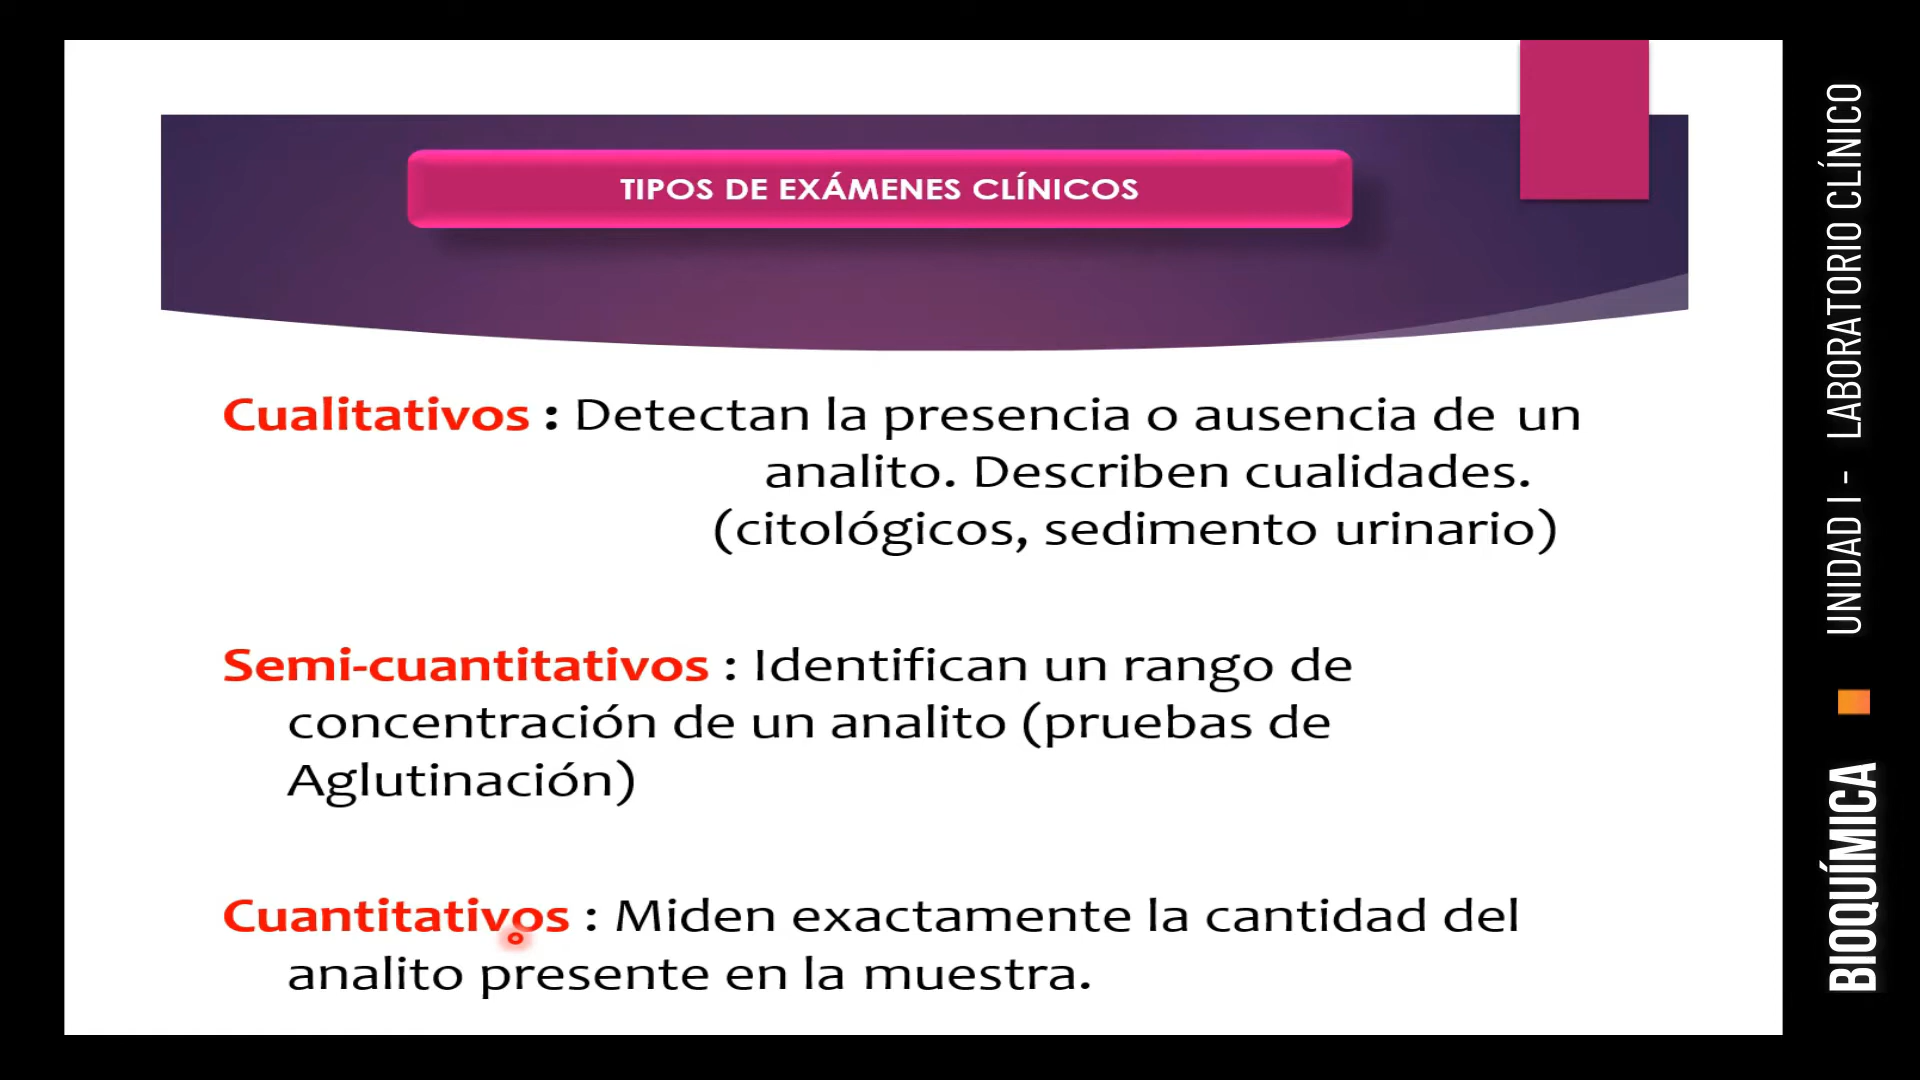 TIPOS DE EXÁMENES CLÍNICOS
Cualitativos : Detectan la presencia o ausencia de un
analito. Describen cualidades.
(citológicos, sedimento urinario)
Semi-cuantitativos : Identifican un rango de
concentración de un analito (pruebas de
Aglutinación)
Cuantitativos : Miden exactamente la cantidad del
analito presente en la muestra.
BIOQUÍMICA UNIDAD I - LABORATORIO CLÍNICO